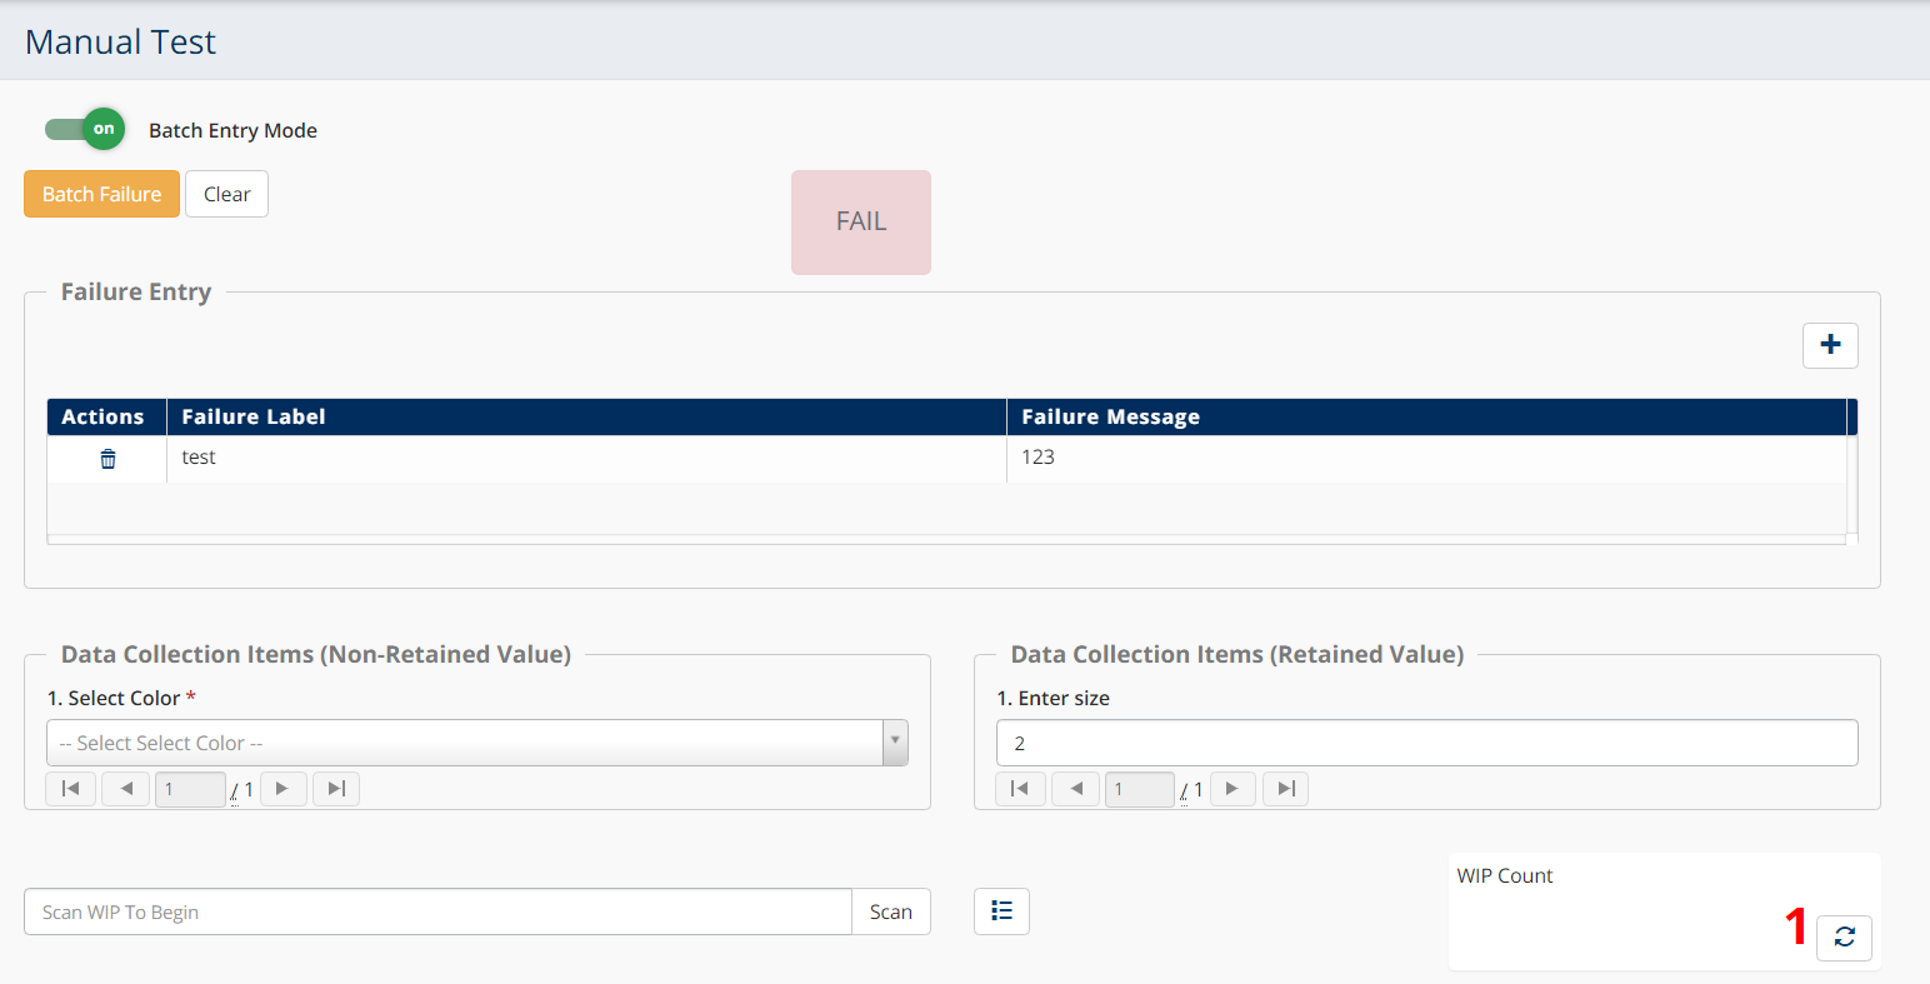 Manual Test
on
Batch Entry Mode
Batch Failure
Clear
FAIL
Failure Entry
Actions
Failure Label
Failure Message
test
123
Data Collection Items (Non-Retained Value)
1. Select Color *
-- Select Select Color --
1 / 1
Data Collection Items (Retained Value)
1. Enter size
2
1 / 1
Scan WIP To Begin
Scan
WIP Count
1